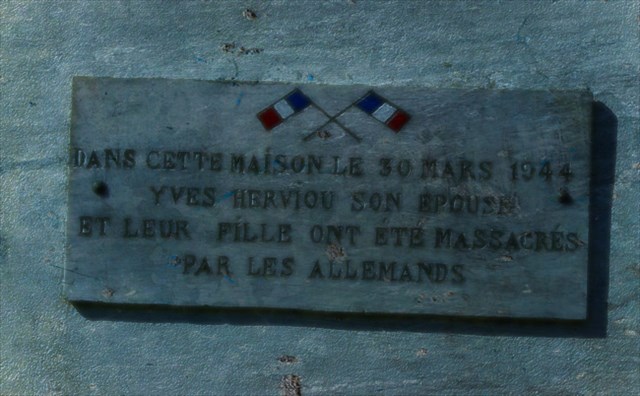 DANS CETTE MAISON LE 30 MARS 1944
YVES HERVIOU SON EPOUSE
ET LEUR FILLE ONT ÉTÉ MASSACRÉS
PAR LES ALLEMANDS